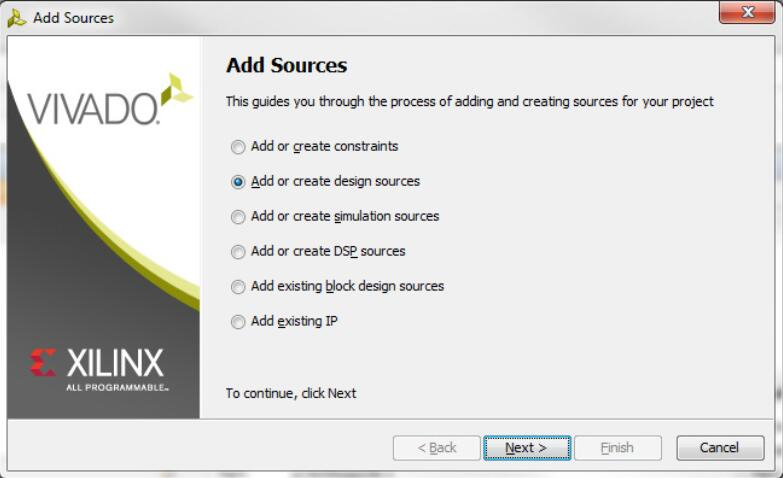 Add Sources
VIVADO.
Add Sources
This guides you through the process of adding and creating sources for your project
Add or create constraints
Add or create design sources
Add or create simulation sources
Add or create DSP sources
Add existing block design sources
Add existing IP
XILINX
ALL PROGRAMMABLE™
To continue, click Next
< Back
Next >
Finish
Cancel